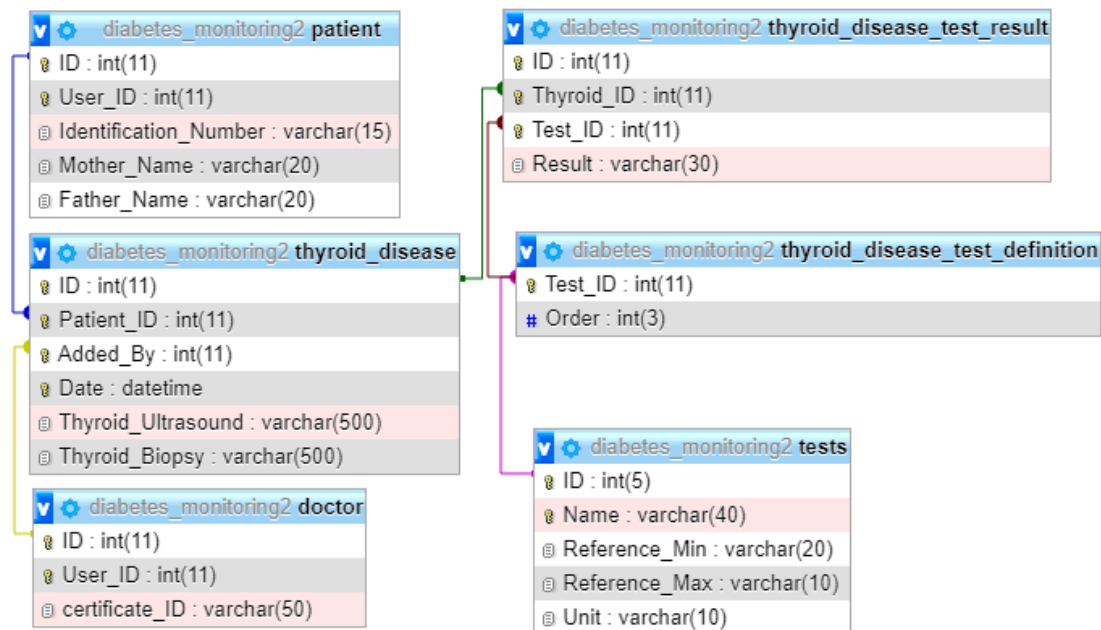 v diabetes_monitoring2 patient
ID : int(11)
User_ID : int(11)
Identification_Number : varchar(15)
Mother_Name : varchar(20)
Father_Name : varchar(20)
v diabetes_monitoring2 thyroid_disease
ID : int(11)
Patient_ID : int(11)
Added_By : int(11)
Date : datetime
Thyroid_Ultrasound : varchar(500)
Thyroid_Biopsy : varchar(500)
v diabetes_monitoring2 doctor
ID : int(11)
User_ID : int(11)
certificate_ID : varchar(50)
v diabetes_monitoring2 thyroid_disease_test_result
ID : int(11)
Thyroid_ID : int(11)
Test_ID : int(11)
Result : varchar(30)
v diabetes_monitoring2 thyroid_disease_test_definition
Test_ID : int(11)
# Order : int(3)
v diabetes_monitoring2 tests
ID : int(5)
Name : varchar(40)
Reference_Min : varchar(20)
Reference_Max : varchar(10)
Unit : varchar(10)